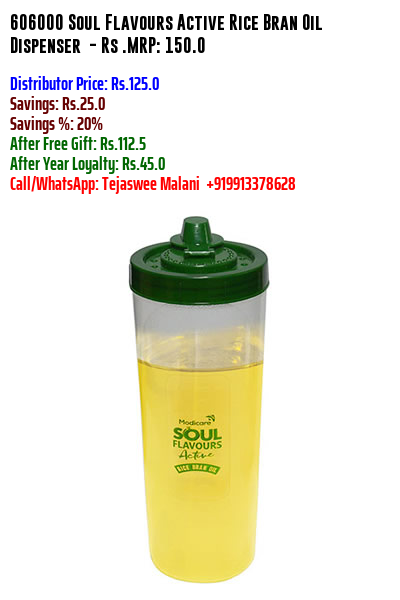 606000 Soul Flavours Active Rice Bran Oil
Dispenser - Rs .MRP: 150.0
Distributor Price: Rs.125.0
Savings: Rs.25.0
Savings %: 20%
After Free Gift: Rs.112.5
After Year Loyalty: Rs.45.0
Call/WhatsApp: Tejaswee Malani +919913378628
Modicare
SOUL
FLAVOURS
Active
RICE BRAN OIL